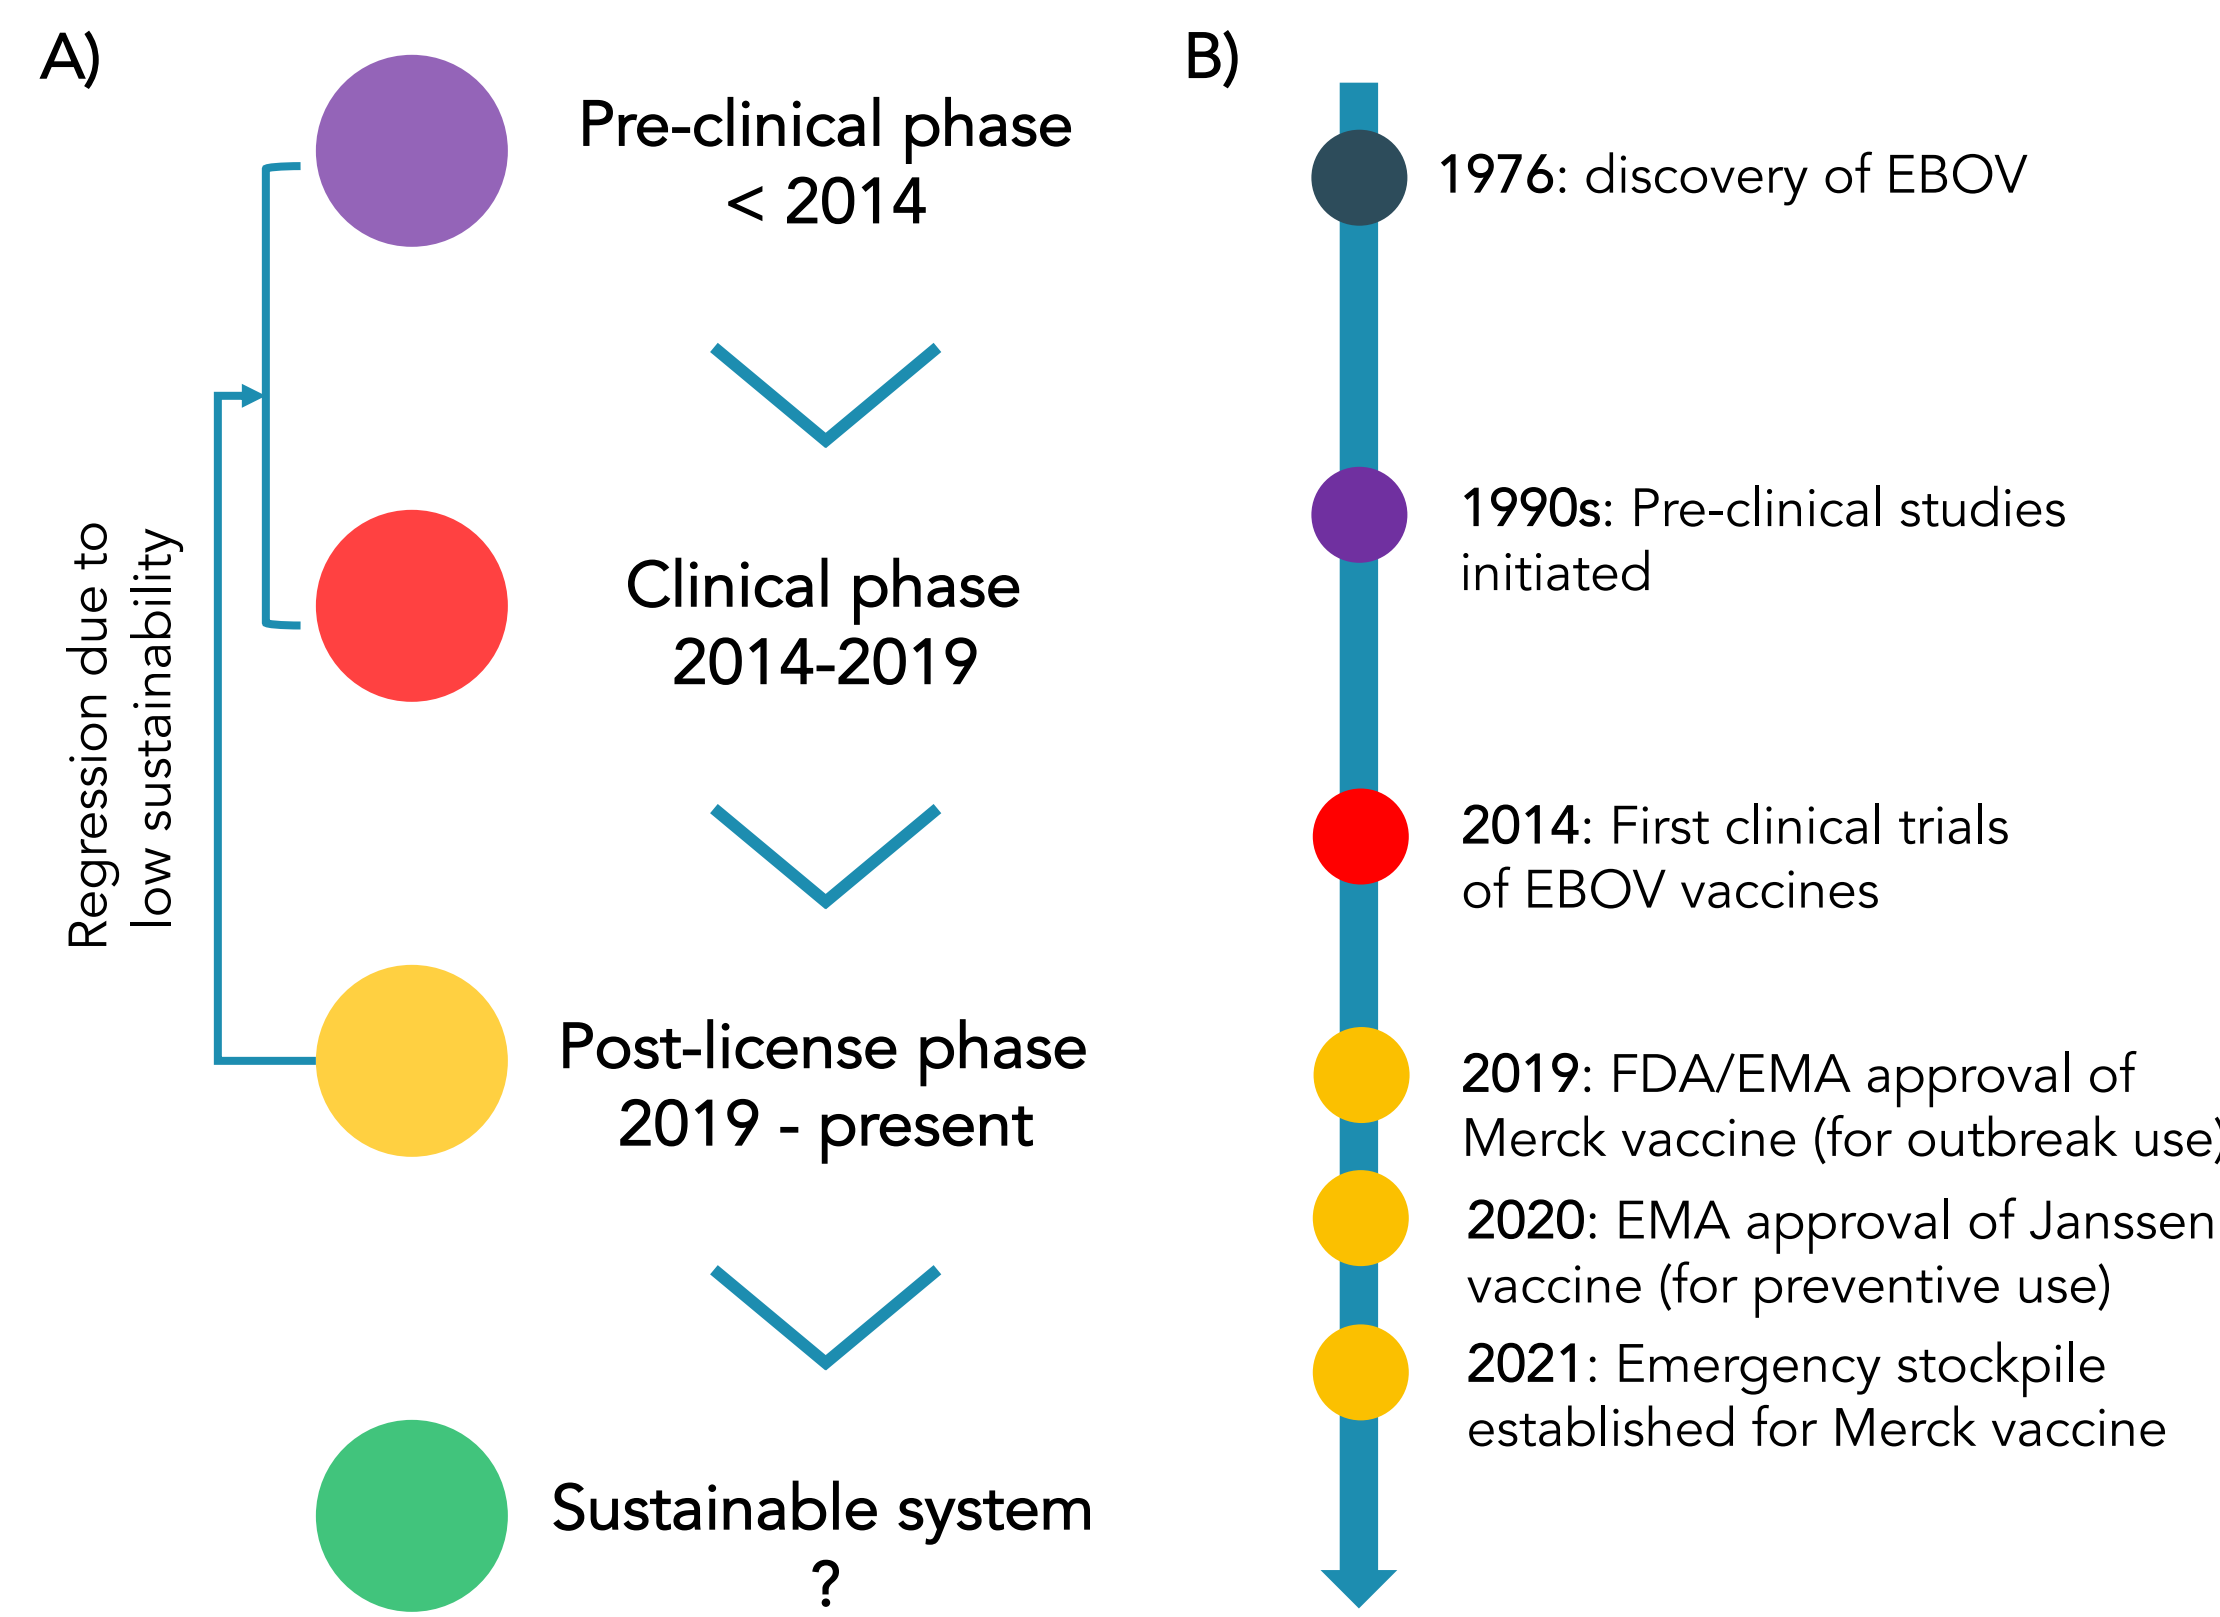 A)
Pre-clinical phase
< 2014
Clinical phase
2014-2019
Post-license phase
2019 - present
Sustainable system
?
Regression due to
low sustainability
B)
1976: discovery of EBOV
1990s: Pre-clinical studies
initiated
2014: First clinical trials
of EBOV vaccines
2019: FDA/EMA approval of
Merck vaccine (for outbreak use)
2020: EMA approval of Janssen
vaccine (for preventive use)
2021: Emergency stockpile
established for Merck vaccine